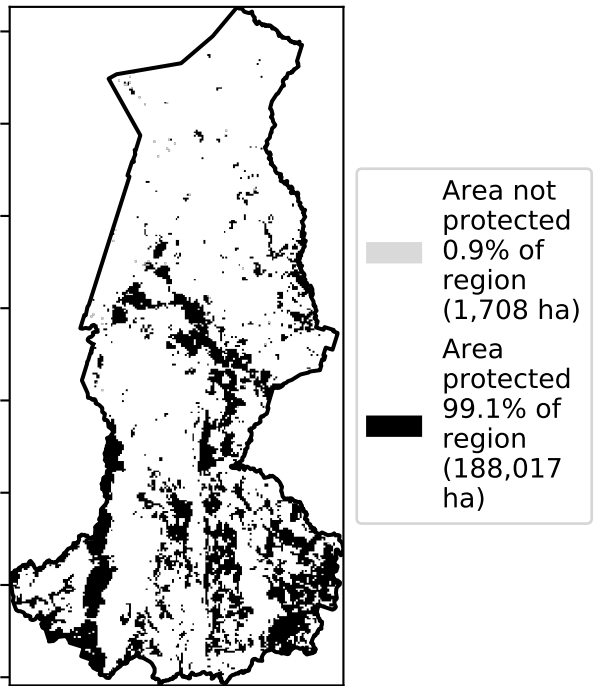 Area not
protected
0.9% of
region
(1,708 ha)
Area
protected
99.1% of
region
(188,017
ha)